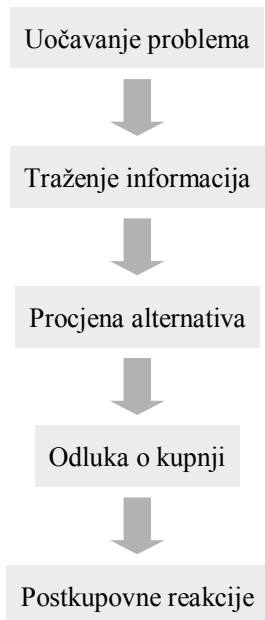 Uočavanje problema
Traženje informacija
Procjena alternativa
Odluka o kupnji
Postkupovne reakcije